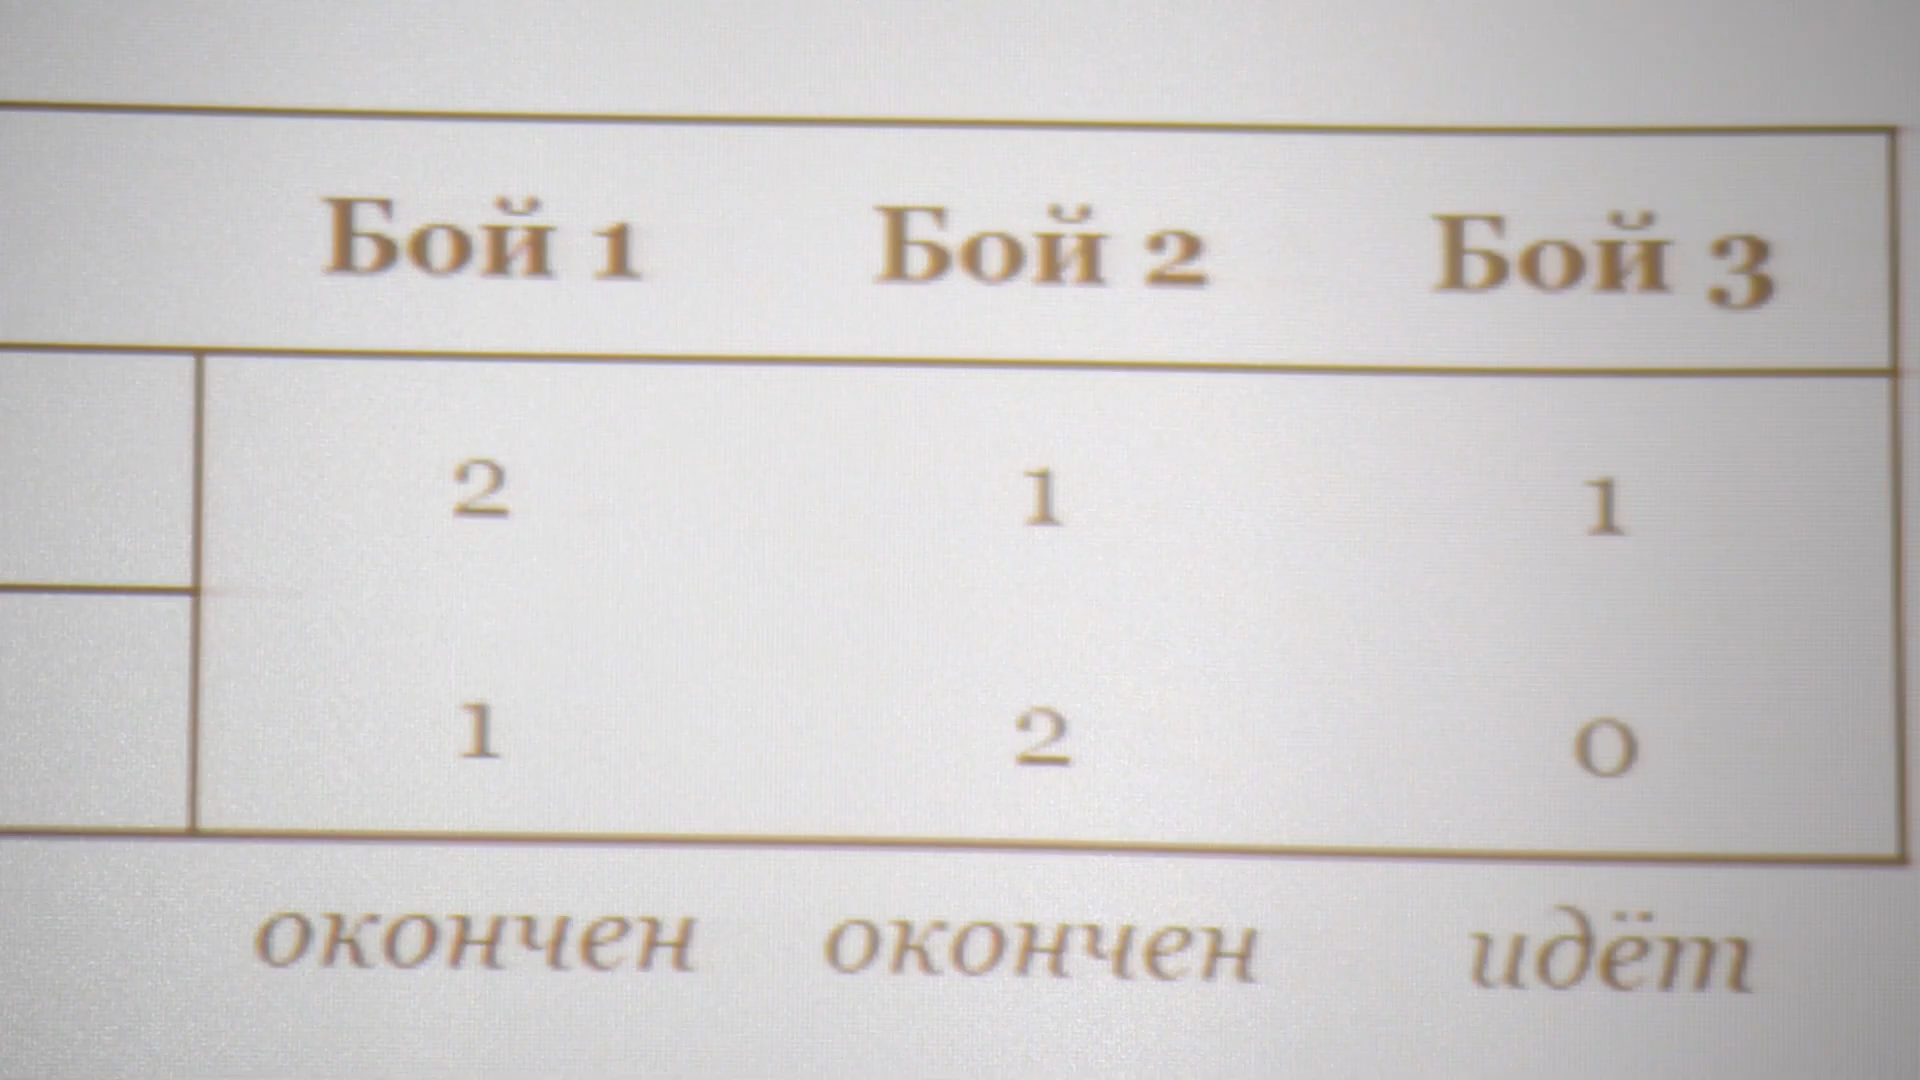 Бой 1 Бой 2 Бой 3
2 1 1
1 2 0
окончен окончен идёт